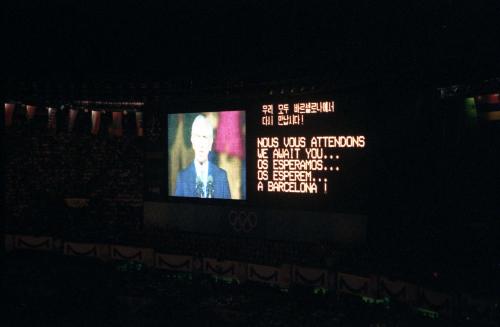 우리 모두 바르셀로나에서
다시 만납시다!
NOUS VOUS ATTENDONS
WE AWAIT YOU...
OS ESPERAMOS...
OS ESPEREM...
A BARCELONA ¡